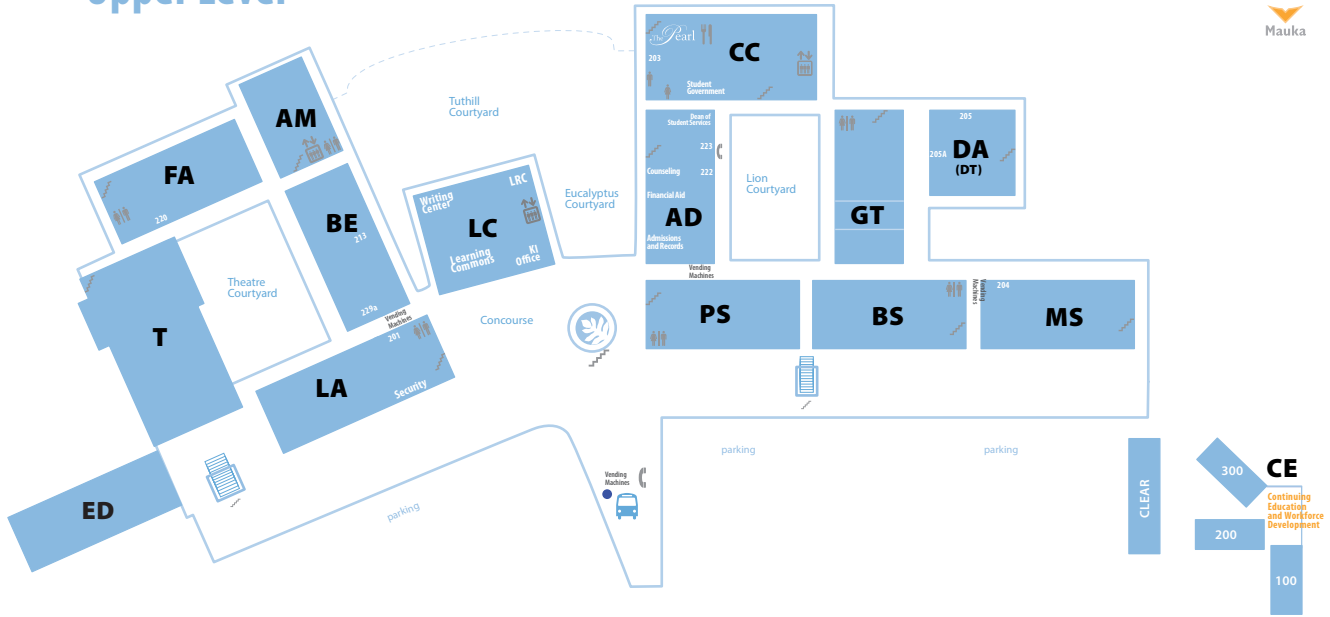 Upper Level
Mauka
The Pearl
CC
203
Student
Government
Tuthill
Courtyard
AM
FA
220
BE
213
229a
Vending
Machines
Writing
Center
LRC
LC
Learning
Commons
KI
Office
Eucalyptus
Courtyard
Dean of
Student Services
223
Counseling
222
Financial Aid
AD
Admissions
and Records
Vending
Machines
Lion
Courtyard
GT
205
205A
DA
(DT)
Theatre
Courtyard
T
Concourse
201
LA
Security
PS
BS
Vending
Machines
204
MS
ED
parking
Vending
Machines
parking
parking
CLEAR
300
CE
Continuing
Education
and Workforce
Development
200
100